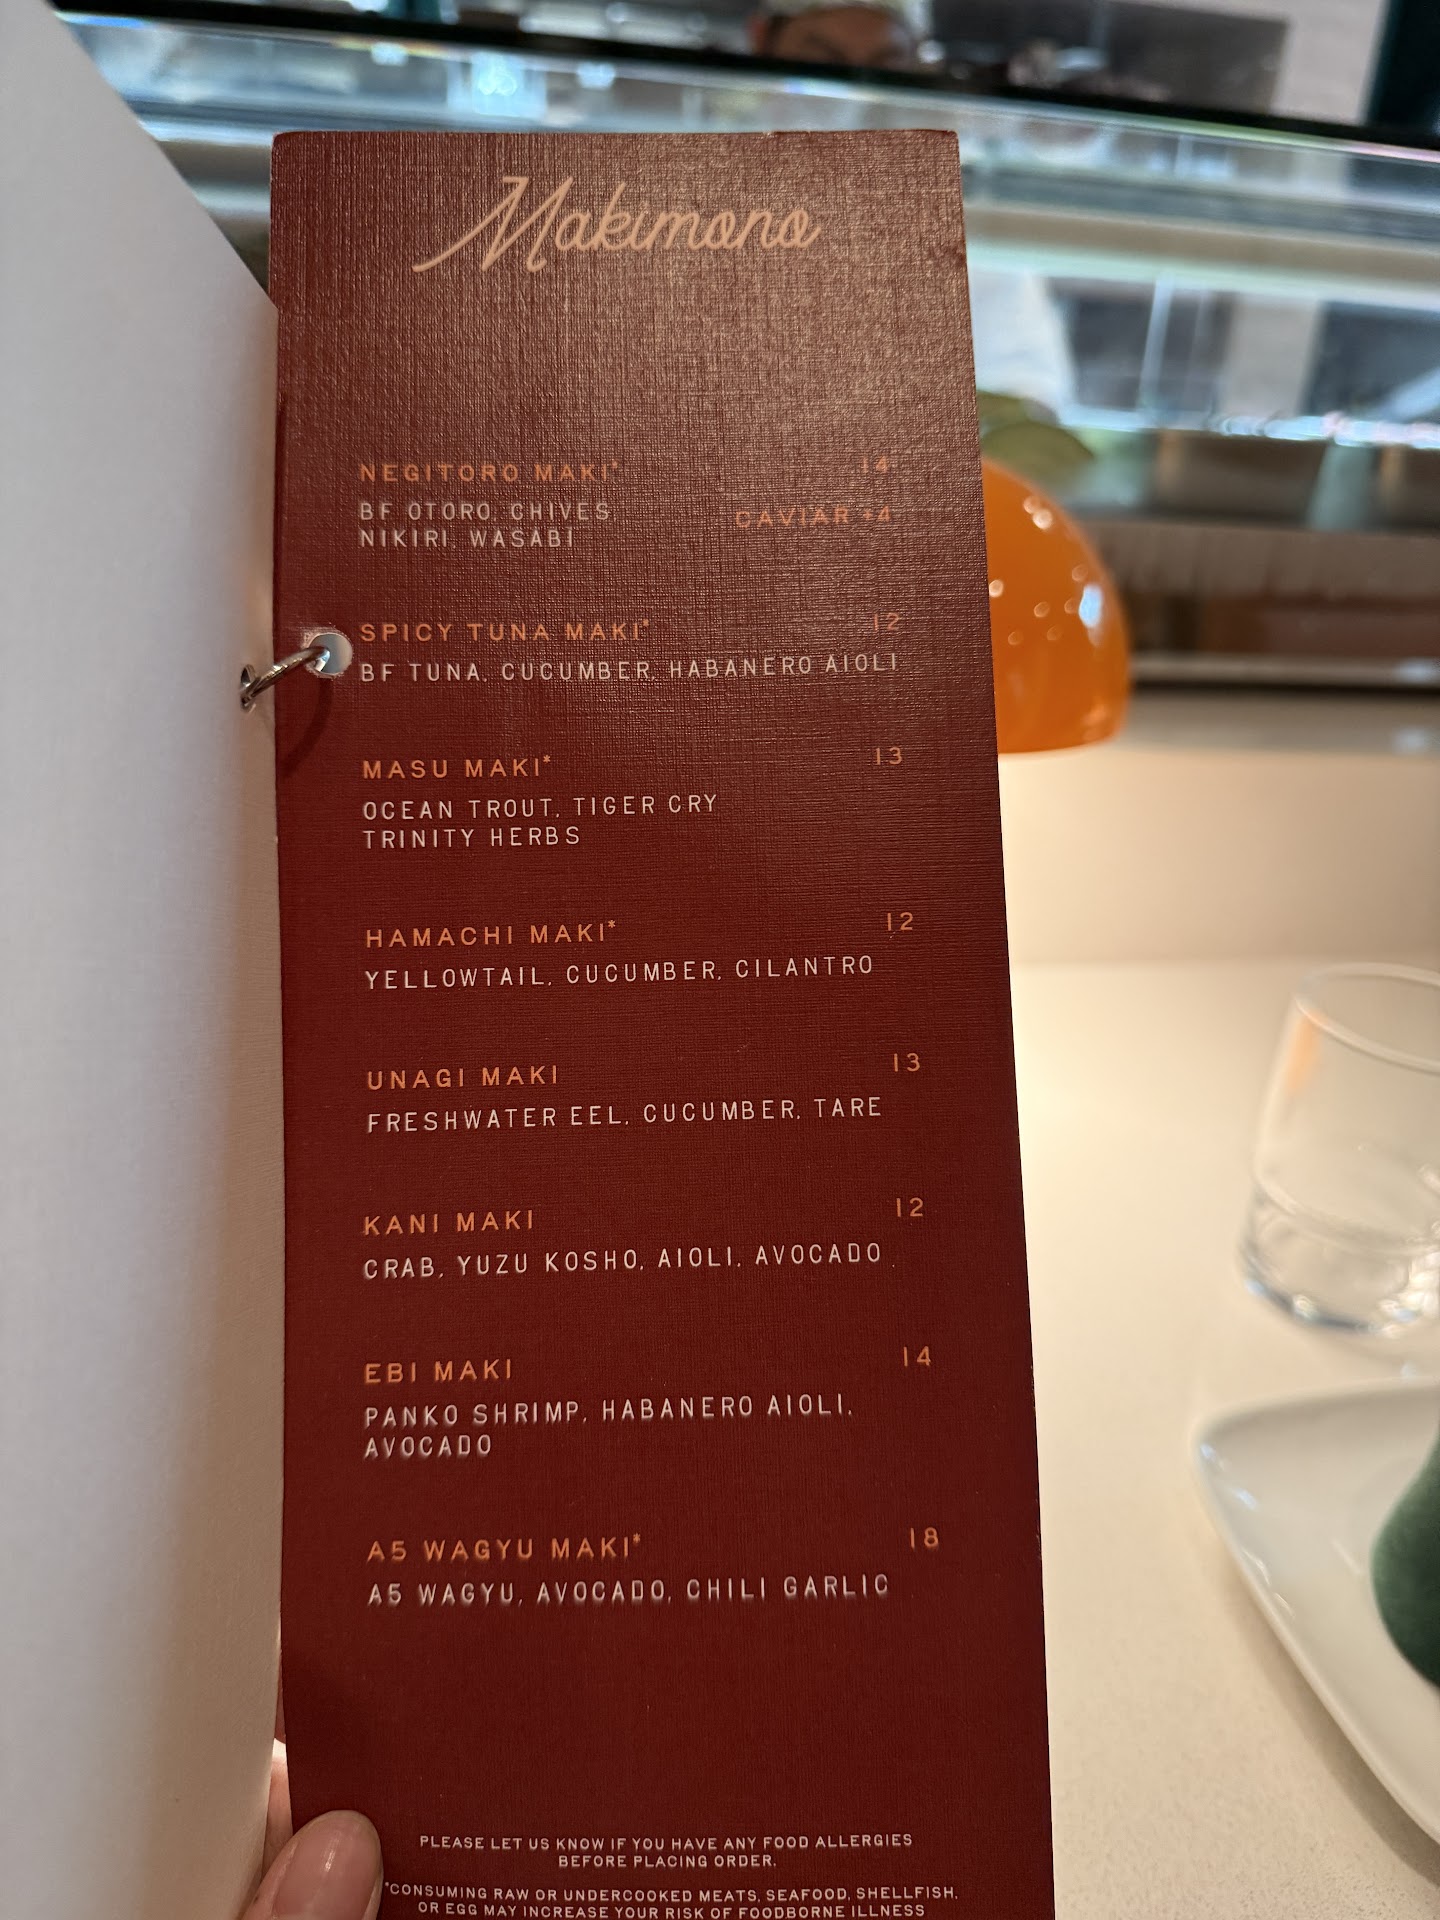 Makimono
NEGITORO MAKI* 14
BF OTORO, CHIVES CAVIAR +4
NIKIRI, WASABI
SPICY TUNA MAKI* 12
BF TUNA, CUCUMBER, HABANERO AIOLI
MASU MAKI* 13
OCEAN TROUT, TIGER CRY
TRINITY HERBS
HAMACHI MAKI* 12
YELLOWTAIL, CUCUMBER, CILANTRO
UNAGI MAKI 13
FRESHWATER EEL, CUCUMBER, TARE
KANI MAKI 12
CRAB, YUZU KOSHO, AIOLI, AVOCADO
EBI MAKI 14
PANKO SHRIMP, HABANERO AIOLI,
AVOCADO
A5 WAGYU MAKI* 18
A5 WAGYU, AVOCADO, CHILI GARLIC
PLEASE LET US KNOW IF YOU HAVE ANY FOOD ALLERGIES
BEFORE PLACING ORDER.
*CONSUMING RAW OR UNDERCOOKED MEATS, SEAFOOD, SHELLFISH,
OR EGG MAY INCREASE YOUR RISK OF FOODBORNE ILLNESS